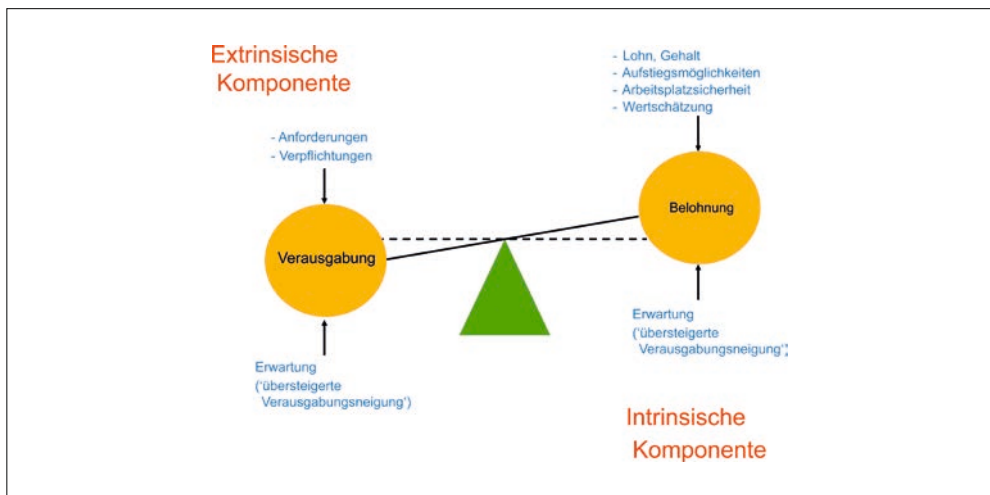 Extrinsische
Komponente
- Lohn, Gehalt
- Aufstiegsmöglichkeiten
- Arbeitsplatzsicherheit
- Wertschätzung
- Anforderungen
- Verpflichtungen
Belohnung
Verausgabung
Erwartung
('übersteigerte
Verausgabungsneigung')
Erwartung
('übersteigerte
Verausgabungsneigung')
Intrinsische
Komponente